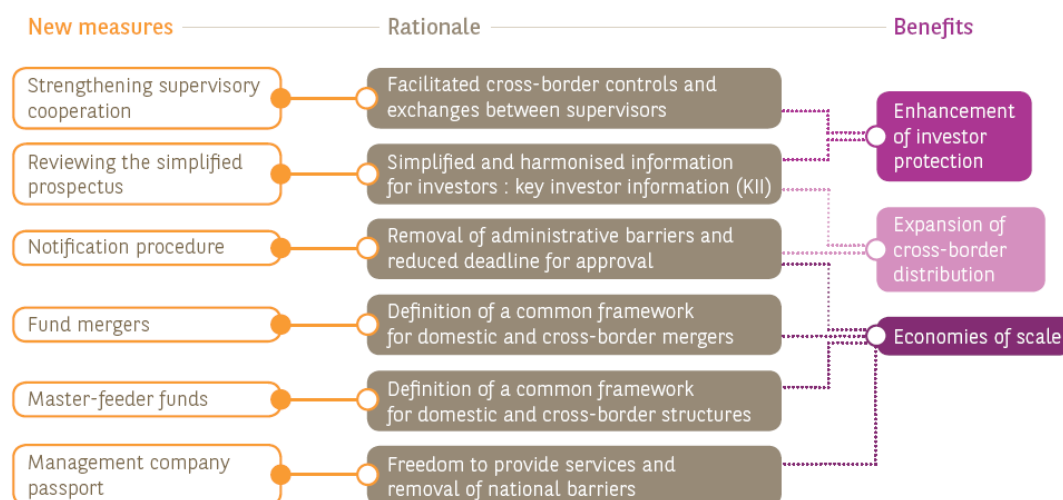 New measures
Rationale
Benefits
Strengthening supervisory
cooperation
Facilitated cross-border controls and
exchanges between supervisors
Enhancement
of investor
protection
Reviewing the simplified
prospectus
Simplified and harmonised information
for investors : key investor information (KII)
Notification procedure
Removal of administrative barriers and
reduced deadline for approval
Expansion of
cross-border
distribution
Fund mergers
Definition of a common framework
for domestic and cross-border mergers
Economies of scale
Master-feeder funds
Definition of a common framework
for domestic and cross-border structures
Management company
passport
Freedom to provide services and
removal of national barriers